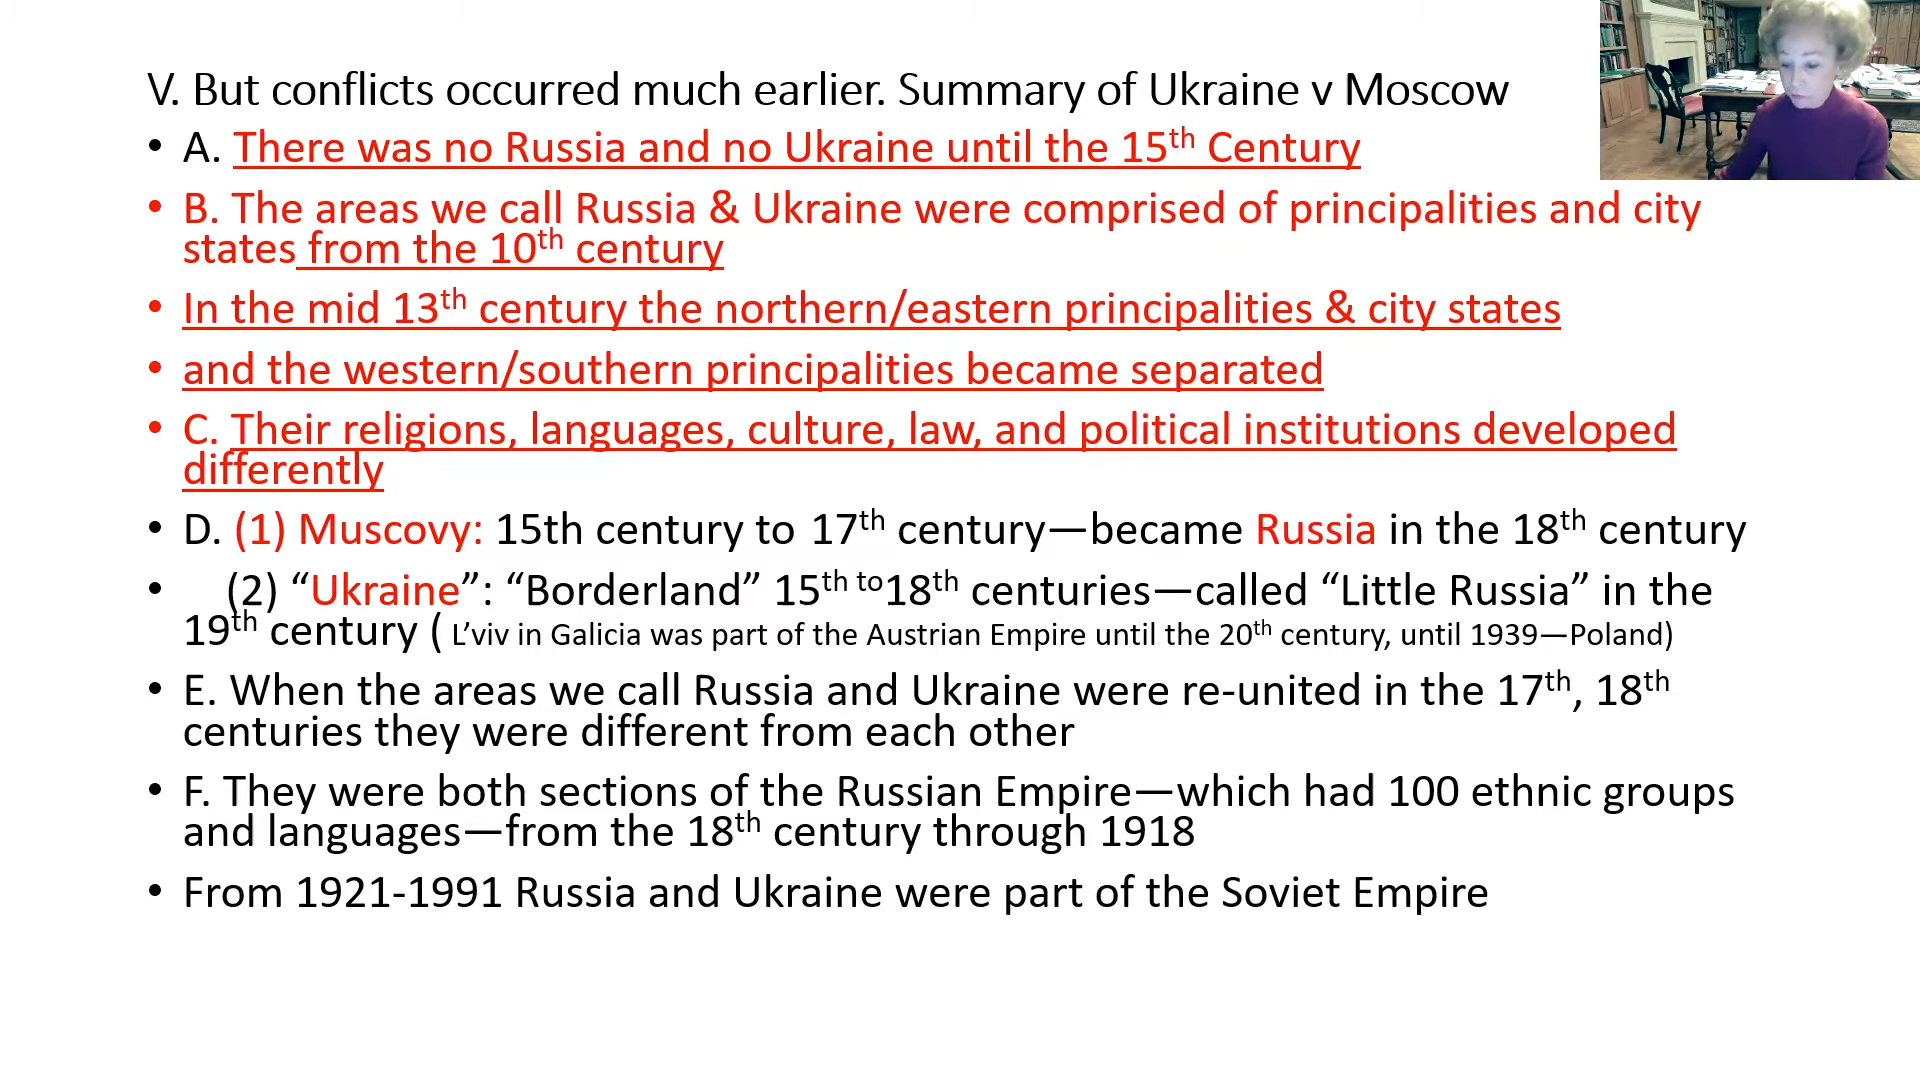 V. But conflicts occurred much earlier. Summary of Ukraine v Moscow
• A. There was no Russia and no Ukraine until the 15th Century
• B. The areas we call Russia & Ukraine were comprised of principalities and city
states from the 10th century
• In the mid 13th century the northern/eastern principalities & city states
• and the western/southern principalities became separated
• C. Their religions, languages, culture, law, and political institutions developed
differently
• D. (1) Muscovy: 15th century to 17th century—became Russia in the 18th century
• (2) “Ukraine”: “Borderland” 15th to18th centuries—called “Little Russia” in the
19th century ( L’viv in Galicia was part of the Austrian Empire until the 20th century, until 1939—Poland)
• E. When the areas we call Russia and Ukraine were re-united in the 17th, 18th
centuries they were different from each other
• F. They were both sections of the Russian Empire—which had 100 ethnic groups
and languages—from the 18th century through 1918
• From 1921-1991 Russia and Ukraine were part of the Soviet Empire